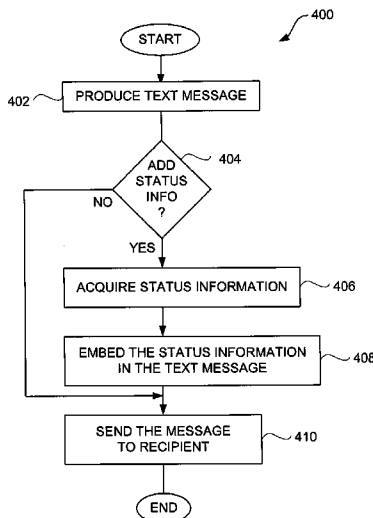 400
START
402
PRODUCE TEXT MESSAGE
404
ADD
STATUS
INFO
?
NO
YES
ACQUIRE STATUS INFORMATION
406
EMBED THE STATUS INFORMATION
IN THE TEXT MESSAGE
408
SEND THE MESSAGE
TO RECIPIENT
410
END